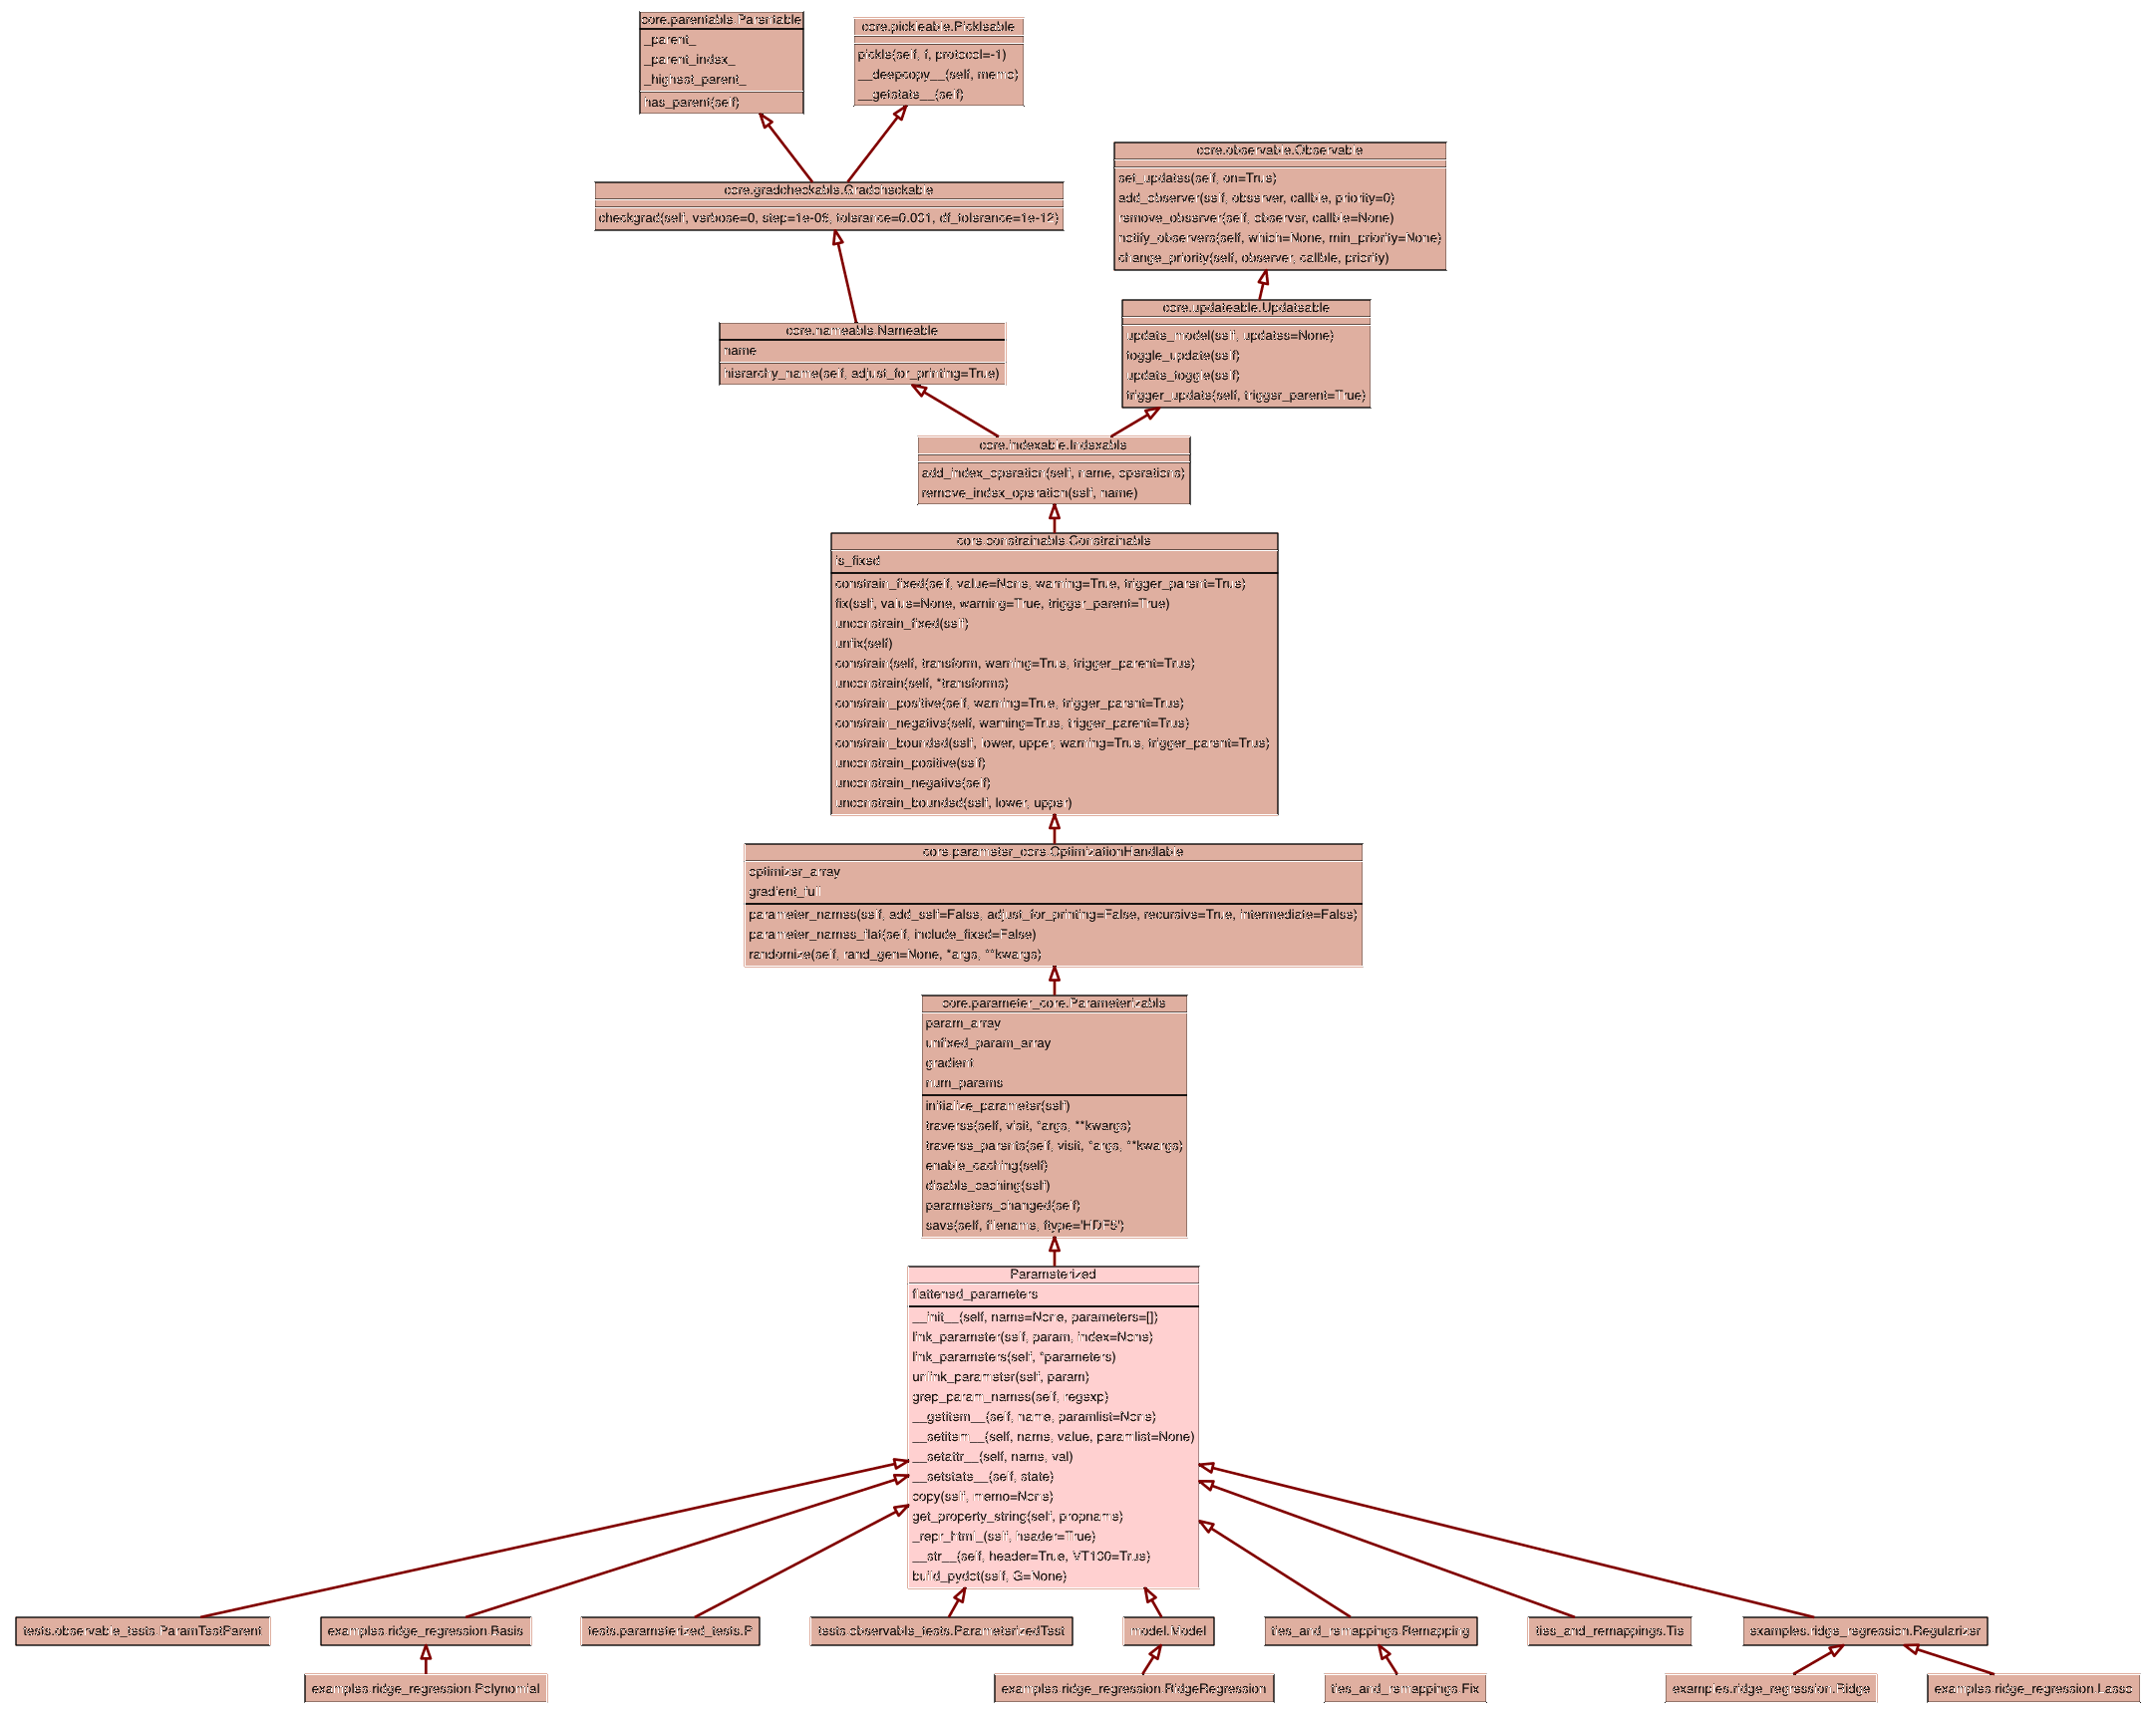 core.parentable.Parentable
_parent_
_parent_index_
_highest_parent_
has_parent(self)
core.pickleable.Pickleable
pickle(self, f, protocol=-1)
__deepcopy__(self, memo)
__getstate__(self)
core.observable.Observable
set_updates(self, on=True)
add_observer(self, observer, callble, priority=0)
remove_observer(self, observer, callble=None)
notify_observers(self, which=None, min_priority=None)
change_priority(self, observer, callble, priority)
core.gradcheckable.Gradcheckable
checkgrad(self, verbose=0, step=1e-06, tolerance=0.001, df_tolerance=1e-12)
core.updateable.Updateable
update_model(self, updates=None)
toggle_update(self)
update_toggle(self)
trigger_update(self, trigger_parent=True)
core.nameable.Nameable
name
hierarchy_name(self, adjust_for_printing=True)
core.indexable.Indexable
add_index_operation(self, name, operations)
remove_index_operation(self, name)
core.constrainable.Constrainable
is_fixed
constrain_fixed(self, value=None, warning=True, trigger_parent=True)
fix(self, value=None, warning=True, trigger_parent=True)
unconstrain_fixed(self)
unfix(self)
constrain(self, transform, warning=True, trigger_parent=True)
unconstrain(self, *transforms)
constrain_positive(self, warning=True, trigger_parent=True)
constrain_negative(self, warning=True, trigger_parent=True)
constrain_bounded(self, lower, upper, warning=True, trigger_parent=True)
unconstrain_positive(self)
unconstrain_negative(self)
unconstrain_bounded(self, lower, upper)
core.parameter_core.OptimizationHandlable
optimizer_array
gradient_full
parameter_names(self, add_self=False, adjust_for_printing=False, recursive=True, intermediate=False)
parameter_names_flat(self, include_fixed=False)
randomize(self, rand_gen=None, *args, **kwargs)
core.parameter_core.Parameterizable
param_array
unfixed_param_array
gradient
num_params
initialize_parameter(self)
traverse(self, visit, *args, **kwargs)
traverse_parents(self, visit, *args, **kwargs)
enable_caching(self)
disable_caching(self)
parameters_changed(self)
save(self, filename, ftype='HDF5')
Parameterized
flattened_parameters
__init__(self, name=None, parameters=[])
link_parameter(self, param, index=None)
link_parameters(self, *parameters)
unlink_parameter(self, param)
grep_param_names(self, regexp)
__getitem__(self, name, paramlist=None)
__setitem__(self, name, value, paramlist=None)
__setattr__(self, name, val)
__setstate__(self, state)
copy(self, memo=None)
get_property_string(self, propname)
_repr_html_(self, header=True)
__str__(self, header=True, VT100=True)
build_pydot(self, G=None)
tests.observable_tests.ParamTestParent
examples.ridge_regression.Basis
tests.parameterized_tests.P
tests.observable_tests.ParameterizedTest
model.Model
ties_and_remappings.Remapping
ties_and_remappings.Tie
examples.ridge_regression.Regularizer
examples.ridge_regression.Polynomial
examples.ridge_regression.RidgeRegression
ties_and_remappings.Fix
examples.ridge_regression.Ridge
examples.ridge_regression.Lasso